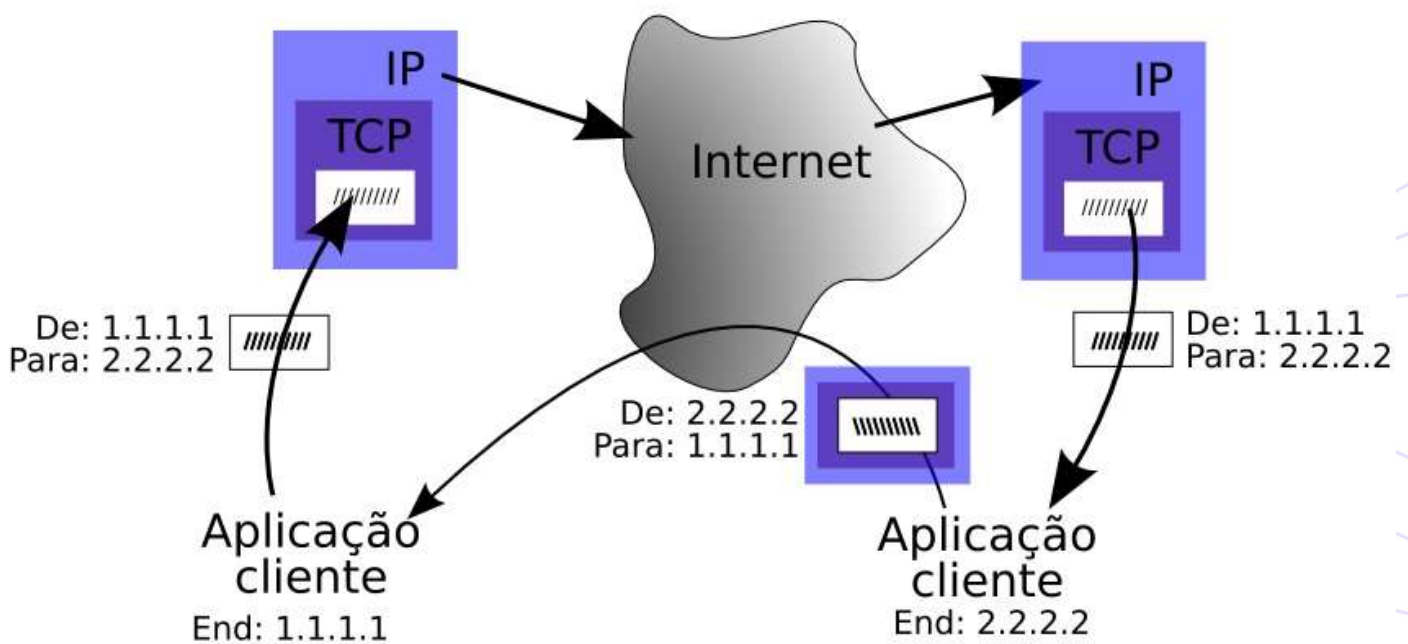 IP
TCP
Internet
IP
TCP
De: 1.1.1.1
Para: 2.2.2.2
De: 1.1.1.1
Para: 2.2.2.2
De: 2.2.2.2
Para: 1.1.1.1
Aplicação
cliente
End: 1.1.1.1
Aplicação
cliente
End: 2.2.2.2